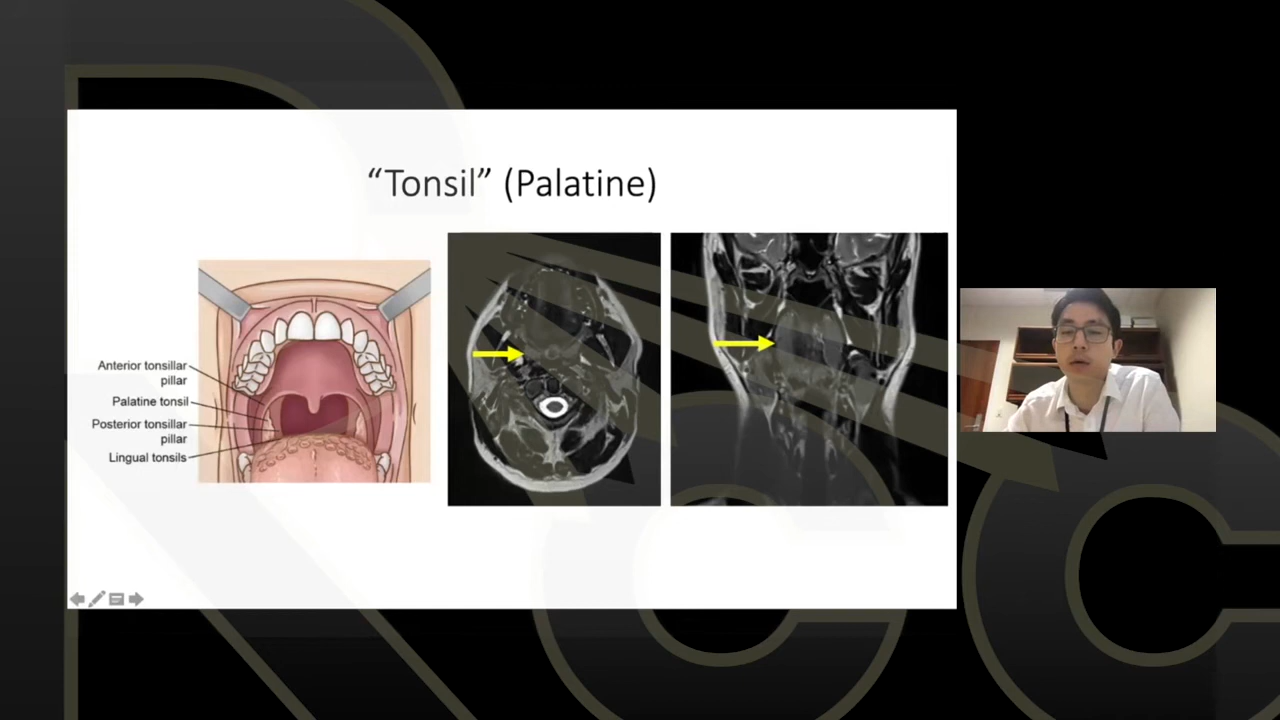 “Tonsil” (Palatine)
Anterior tonsillar
pillar
Palatine tonsil
Posterior tonsillar
pillar
Lingual tonsils